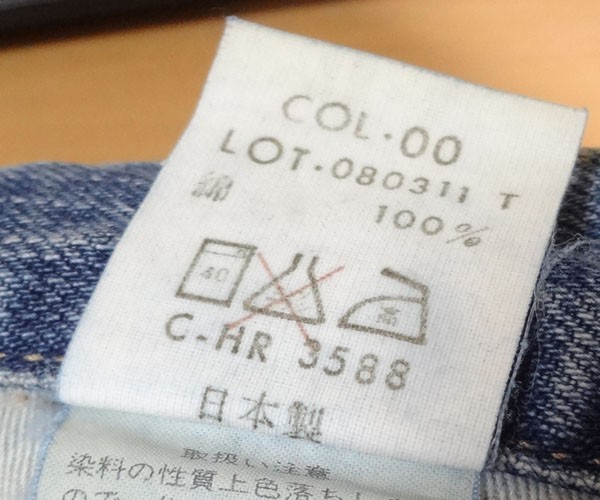 COL·00
LOT·080311 T
綿 100%
40 高
C-HR 3588
日本製
取扱い注意
染料の性質上色落ち